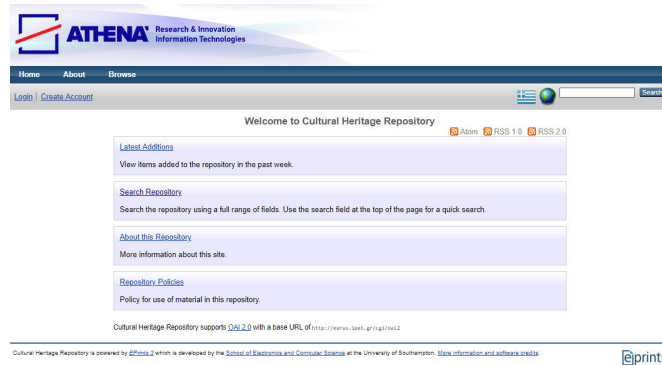 ATHENA Research & Innovation
Information Technologies
Home About Browse
Login | Create Account
Search
Welcome to Cultural Heritage Repository
Atom RSS 1.0 RSS 2.0
Latest Additions
View items added to the repository in the past week.
Search Repository
Search the repository using a full range of fields. Use the search field at the top of the page for a quick search.
About this Repository
More information about this site.
Repository Policies
Policy for use of material in this repository.
Cultural Heritage Repository supports OAI 2.0 with a base URL of
Cultural Heritage Repository is powered by EPrints 3 which is developed by the School of Electronics and Computer Science at the University of Southampton. More information and software credits.
eprint